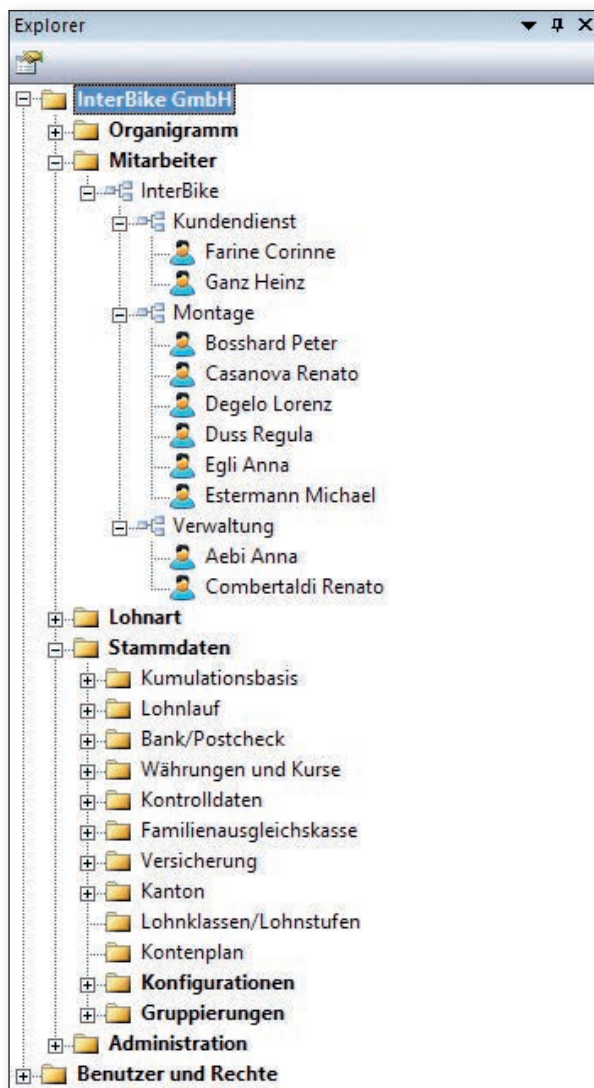 Explorer
InterBike GmbH
Organigramm
Mitarbeiter
InterBike
Kundendienst
Farine Corinne
Ganz Heinz
Montage
Bosshard Peter
Casanova Renato
Degelo Lorenz
Duss Regula
Egli Anna
Estermann Michael
Verwaltung
Aebi Anna
Combertaldi Renato
Lohnart
Stammdaten
Kumulationsbasis
Lohnlauf
Bank/Postcheck
Währungen und Kurse
Kontrolldaten
Familienausgleichskasse
Versicherung
Kanton
Lohnklassen/Lohnstufen
Kontenplan
Konfigurationen
Gruppierungen
Administration
Benutzer und Rechte